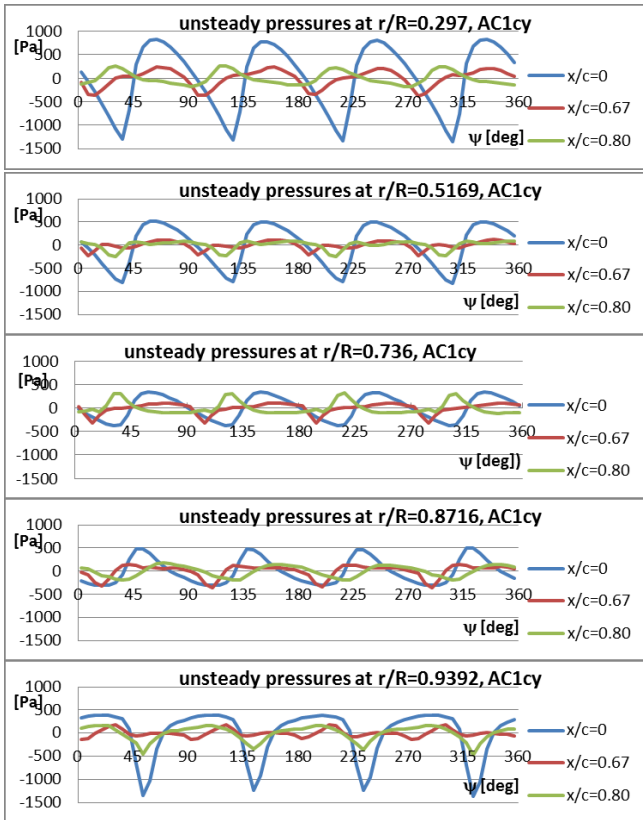 unsteady pressures at r/R=0.297, AC1cy
[Pa]
1000
500
0
-500
-1000
-1500
0 45 90 135 180 225 270 315 360
ψ [deg]
x/c=0
x/c=0.67
x/c=0.80
unsteady pressures at r/R=0.5169, AC1cy
[Pa]
1000
500
0
-500
-1000
-1500
0 45 90 135 180 225 270 315 360
ψ [deg]
x/c=0
x/c=0.67
x/c=0.80
unsteady pressures at r/R=0.736, AC1cy
[Pa]
1000
500
0
-500
-1000
-1500
0 45 90 135 180 225 270 315 360
ψ [deg])
x/c=0
x/c=0.67
x/c=0.80
unsteady pressures at r/R=0.8716, AC1cy
[Pa]
1000
500
0
-500
-1000
-1500
0 45 90 135 180 225 270 315 360
ψ [deg]
x/c=0
x/c=0.67
x/c=0.80
unsteady pressures at r/R=0.9392, AC1cy
[Pa]
1000
500
0
-500
-1000
-1500
0 45 90 135 180 225 270 315 360
ψ [deg]
x/c=0
x/c=0.67
x/c=0.80